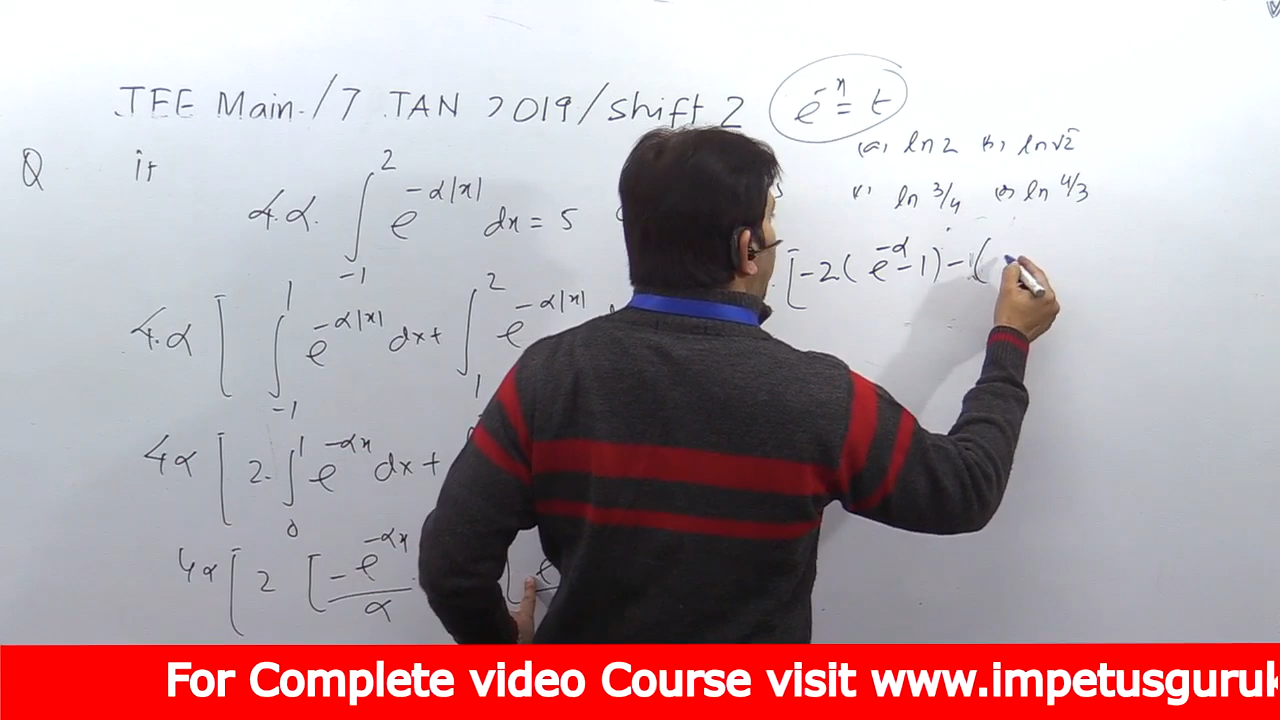 JEE Main./7 JAN 2019/Shift 2
e^{-x} = t
Q if
4.α. ∫_{-1}^{2} e^{-α|x|} dx = 5
(a) ln 2 (b) ln √2
ln 3/4 ln 4/3
4.α [ ∫_{-1}^{1} e^{-α|x|} dx + ∫_{1}^{2} e^{-α|x|}
[-2( e^{-α} - 1) - 1(
4α [ 2. ∫_{0}^{1} e^{-αx} dx +
4α [ 2 [ -e^{-αx} / α
For Complete video Course visit www.impetusguruk